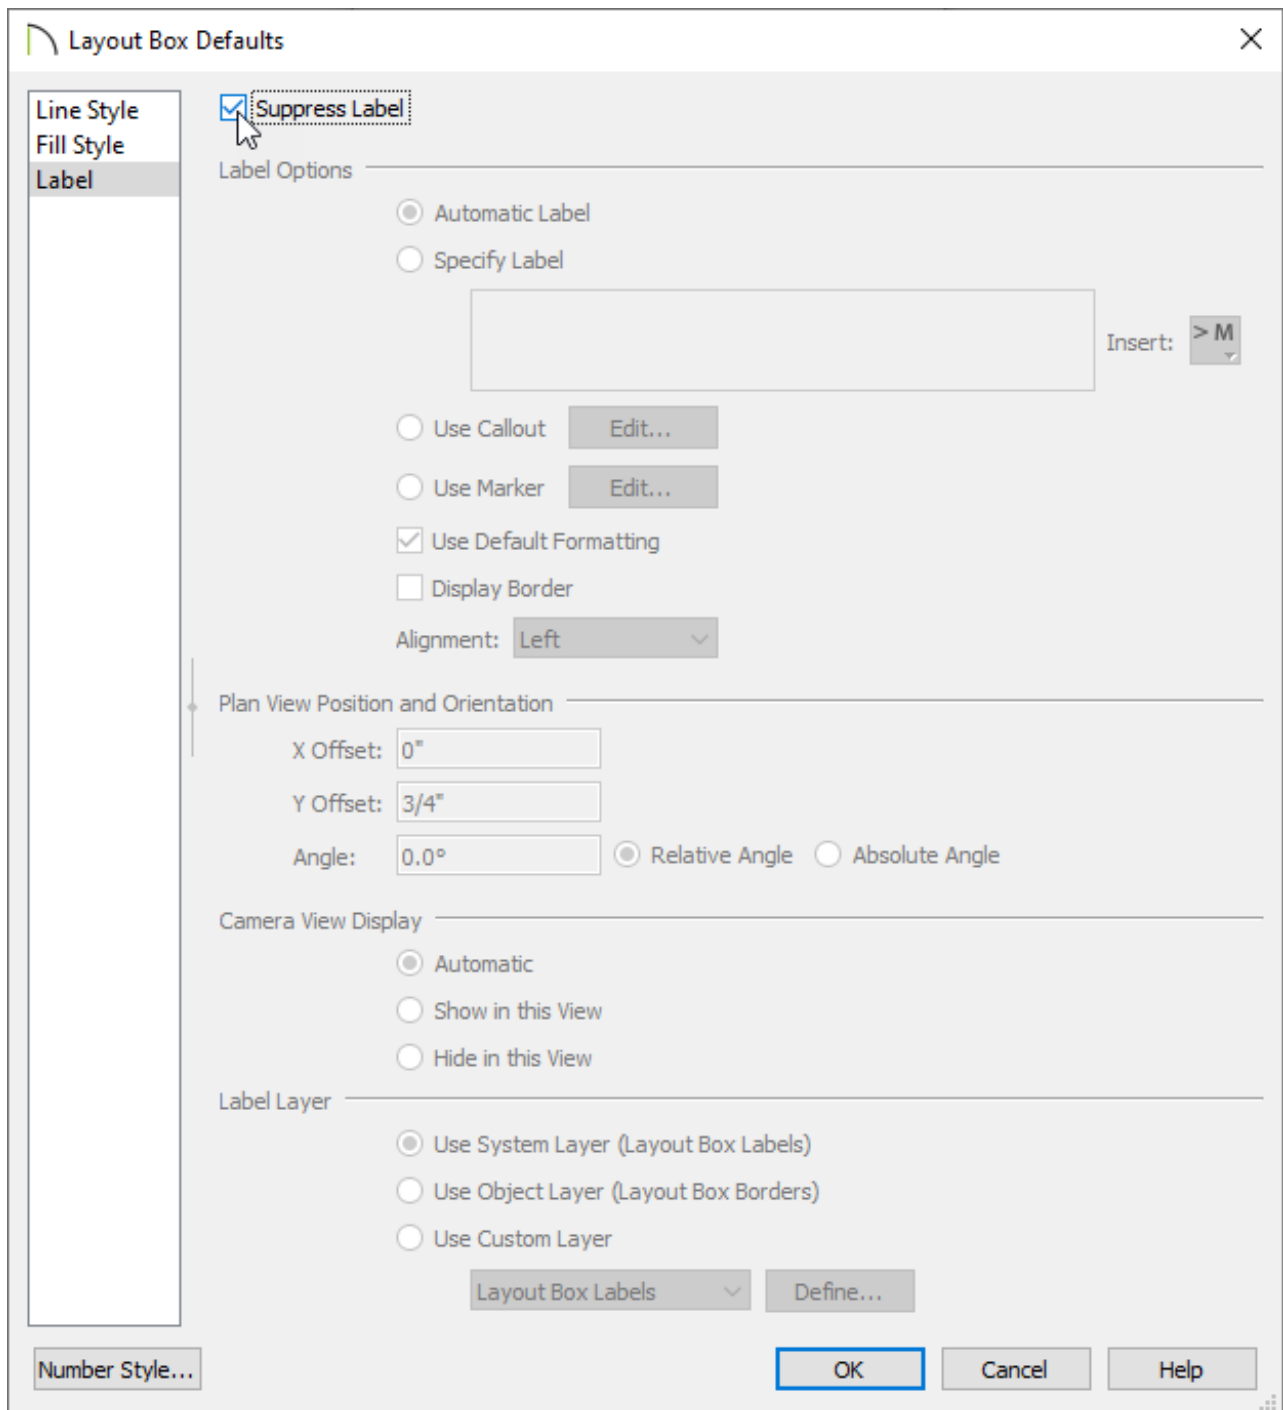 Layout Box Defaults
Line Style
Fill Style
Label
Suppress Label
Label Options
Automatic Label
Specify Label
Insert: > M
Use Callout Edit...
Use Marker Edit...
Use Default Formatting
Display Border
Alignment: Left
Plan View Position and Orientation
X Offset: 0"
Y Offset: 3/4"
Angle: 0.0° Relative Angle Absolute Angle
Camera View Display
Automatic
Show in this View
Hide in this View
Label Layer
Use System Layer (Layout Box Labels)
Use Object Layer (Layout Box Borders)
Use Custom Layer
Layout Box Labels Define...
Number Style... OK Cancel Help